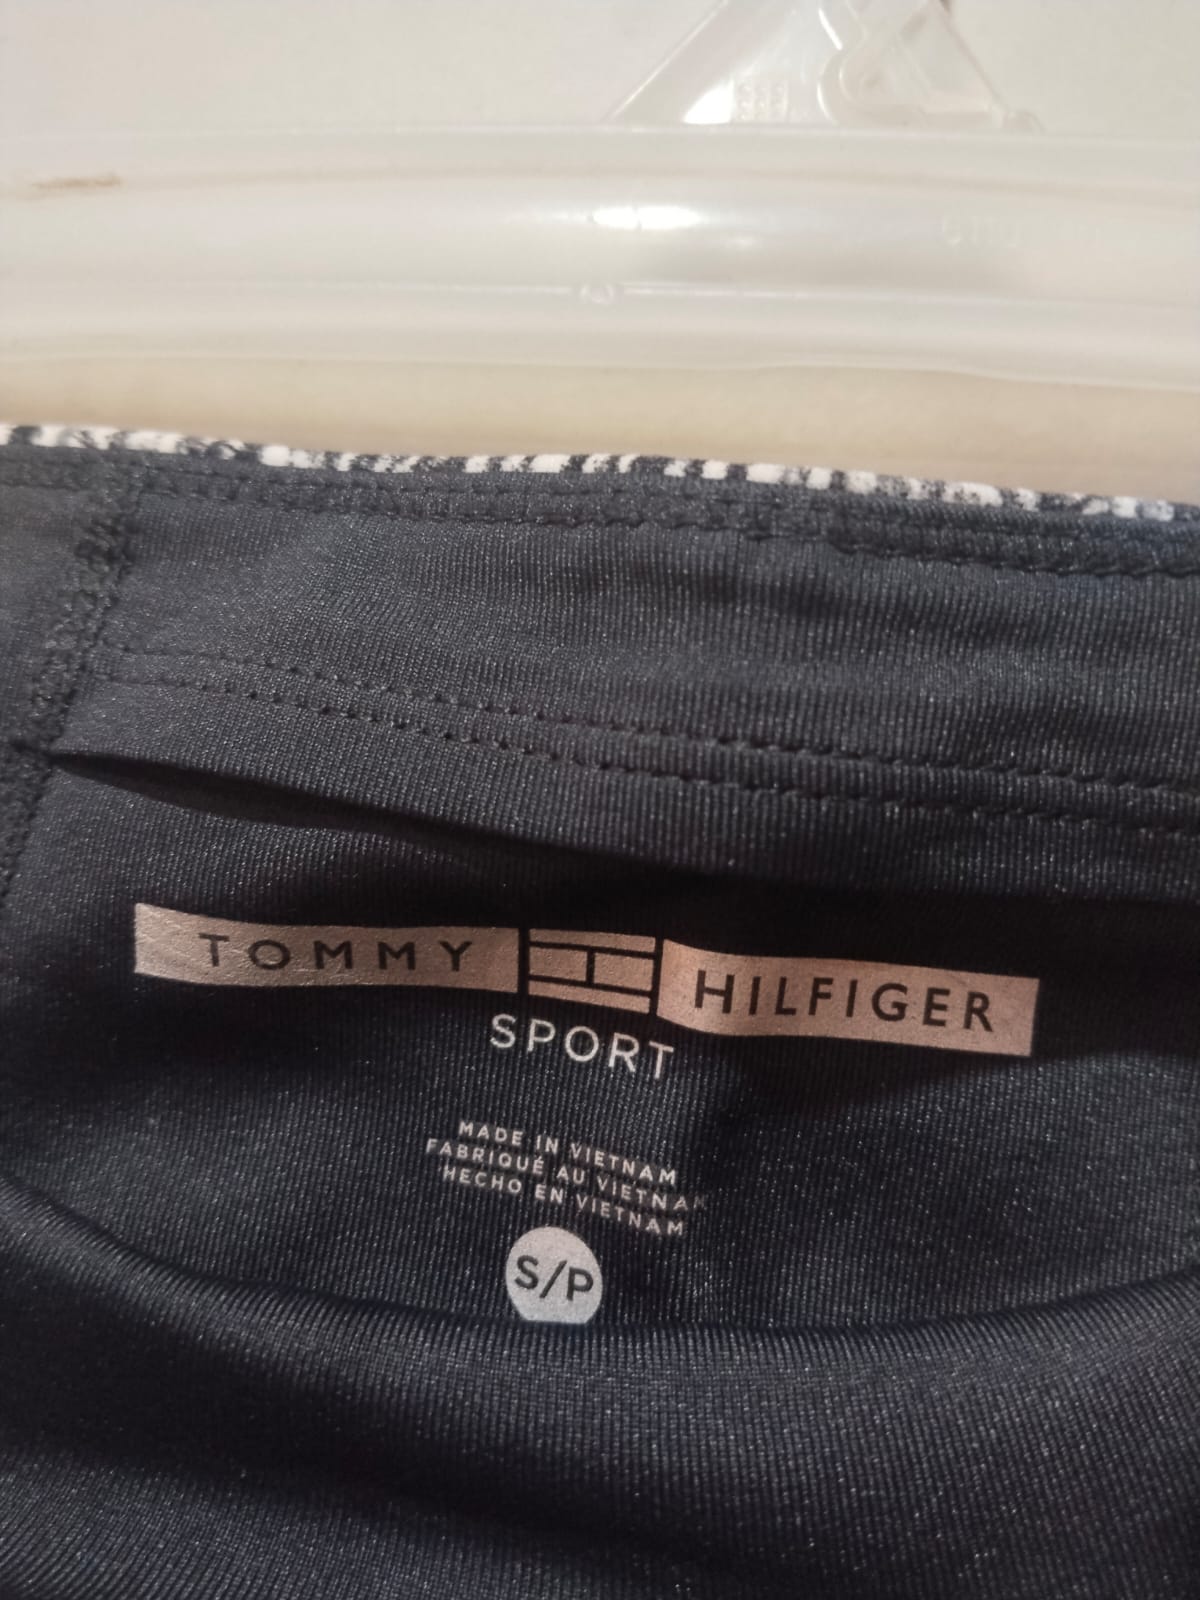 TOMMY HILFIGER
SPORT
MADE IN VIETNAM
FABRIQUÉ AU VIETNAM
HECHO EN VIETNAM
S/P